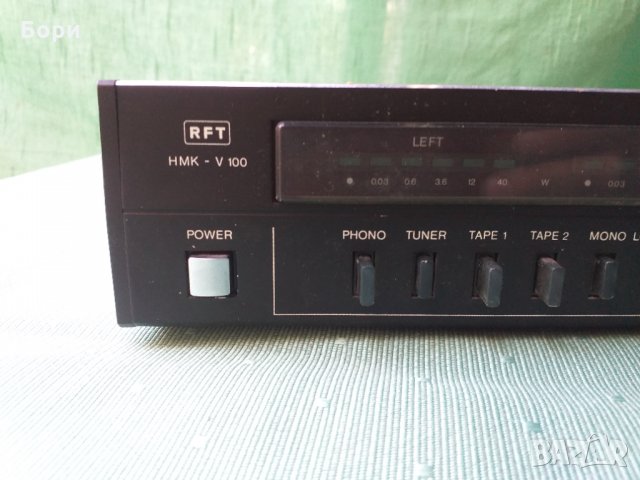 Бори
RFT
HMK - V 100
LEFT
0.03 0.6 3.6 12 40 W 0.03
POWER
PHONO TUNER TAPE 1 TAPE 2 MONO L
BAZAR